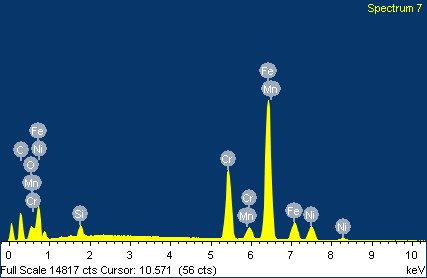 Spectrum 7
Fe
Mn
Fe
C
Ni
Cr
O
Mn
Cr
Si
Cr
Mn
Fe
Ni
Ni
0 1 2 3 4 5 6 7 8 9 10
Full Scale 14817 cts Cursor: 10.571 (56 cts) keV